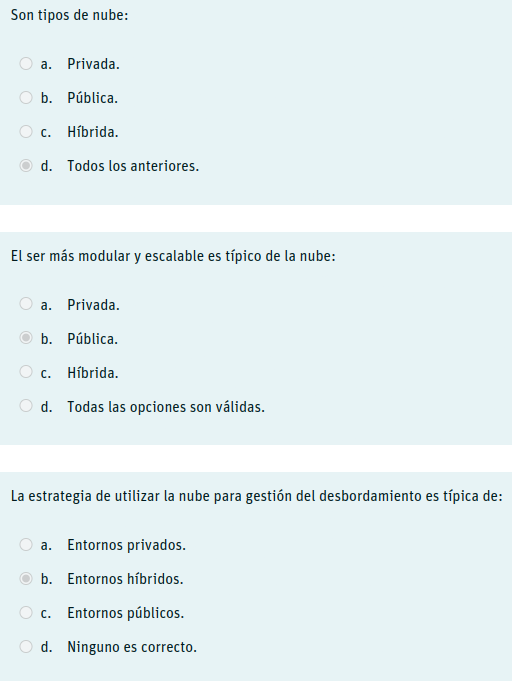 Son tipos de nube:
a. Privada.
b. Pública.
c. Híbrida.
d. Todos los anteriores.
El ser más modular y escalable es típico de la nube:
a. Privada.
b. Pública.
c. Híbrida.
d. Todas las opciones son válidas.
La estrategia de utilizar la nube para gestión del desbordamiento es típica de:
a. Entornos privados.
b. Entornos híbridos.
c. Entornos públicos.
d. Ninguno es correcto.